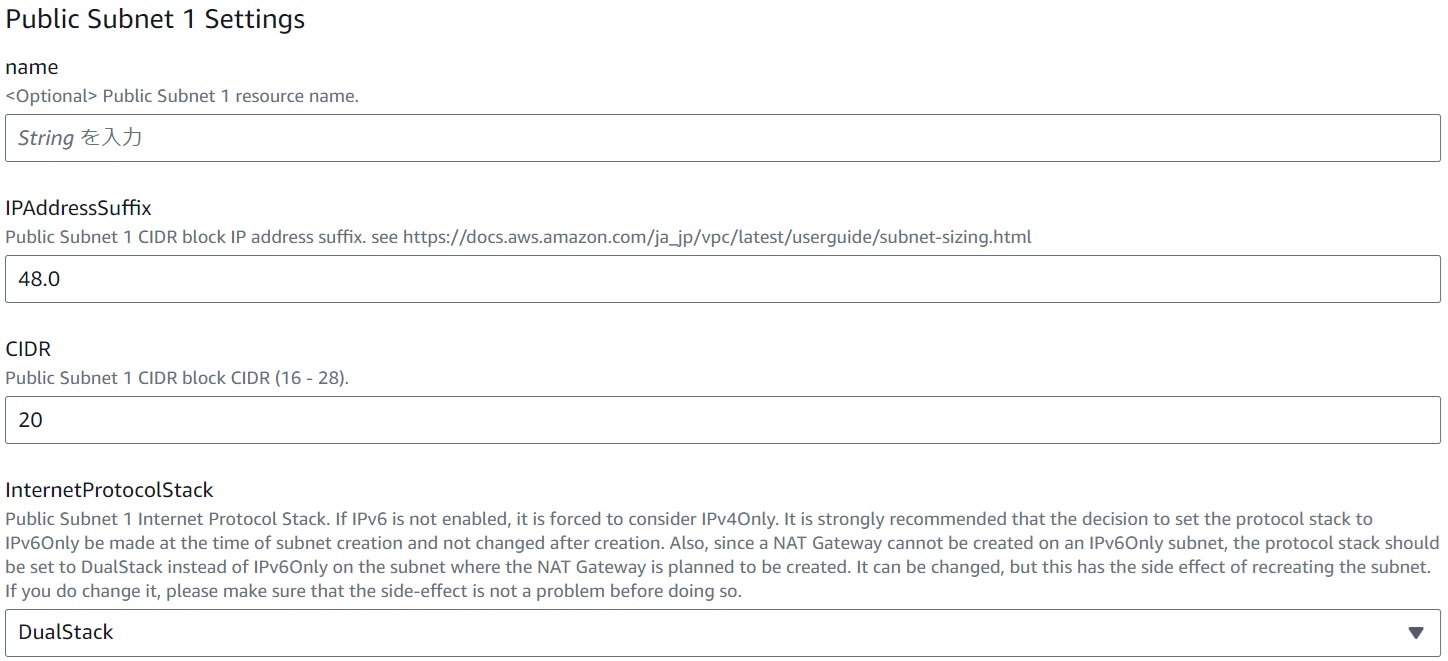 Public Subnet 1 Settings
name
<Optional> Public Subnet 1 resource name.
String を入力
IPAddressSuffix
Public Subnet 1 CIDR block IP address suffix. see https://docs.aws.amazon.com/ja_jp/vpc/latest/userguide/subnet-sizing.html
48.0
CIDR
Public Subnet 1 CIDR block CIDR (16 - 28).
20
InternetProtocolStack
Public Subnet 1 Internet Protocol Stack. If IPv6 is not enabled, it is forced to consider IPv4Only. It is strongly recommended that the decision to set the protocol stack to
IPv6Only be made at the time of subnet creation and not changed after creation. Also, since a NAT Gateway cannot be created on an IPv6Only subnet, the protocol stack should
be set to DualStack instead of IPv6Only on the subnet where the NAT Gateway is planned to be created. It can be changed, but this has the side effect of recreating the subnet.
If you do change it, please make sure that the side-effect is not a problem before doing so.
DualStack